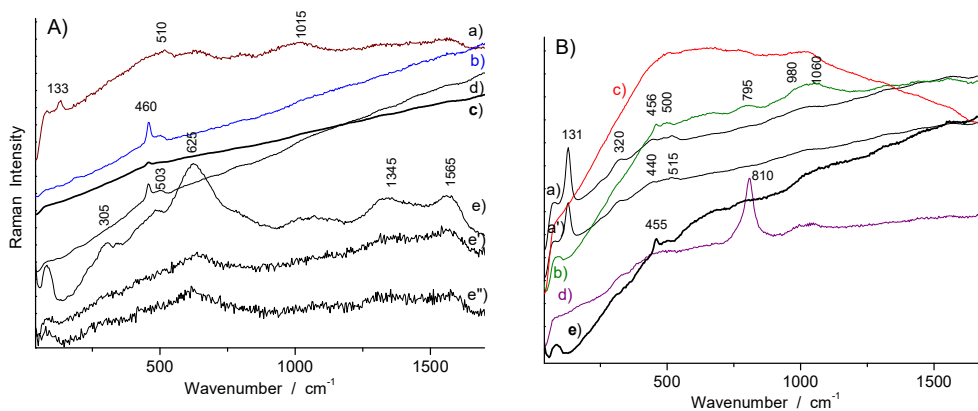 A)
510
1015
a)
b)
133
460
d)
c)
625
503
1345
1565
305
e)
e')
e")
Raman Intensity
500
1000
1500
Wavenumber / cm⁻¹
B)
c)
980
1060
795
456
500
131
320
440
515
810
a)
a')
455
b)
d)
e)
500
1000
1500
Wavenumber / cm⁻¹